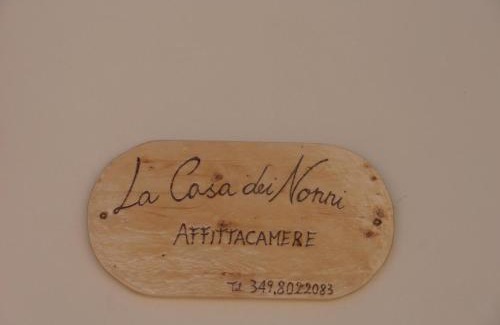 La Casa dei Nonni
AFFITTACAMERE
Tel 349.8022083